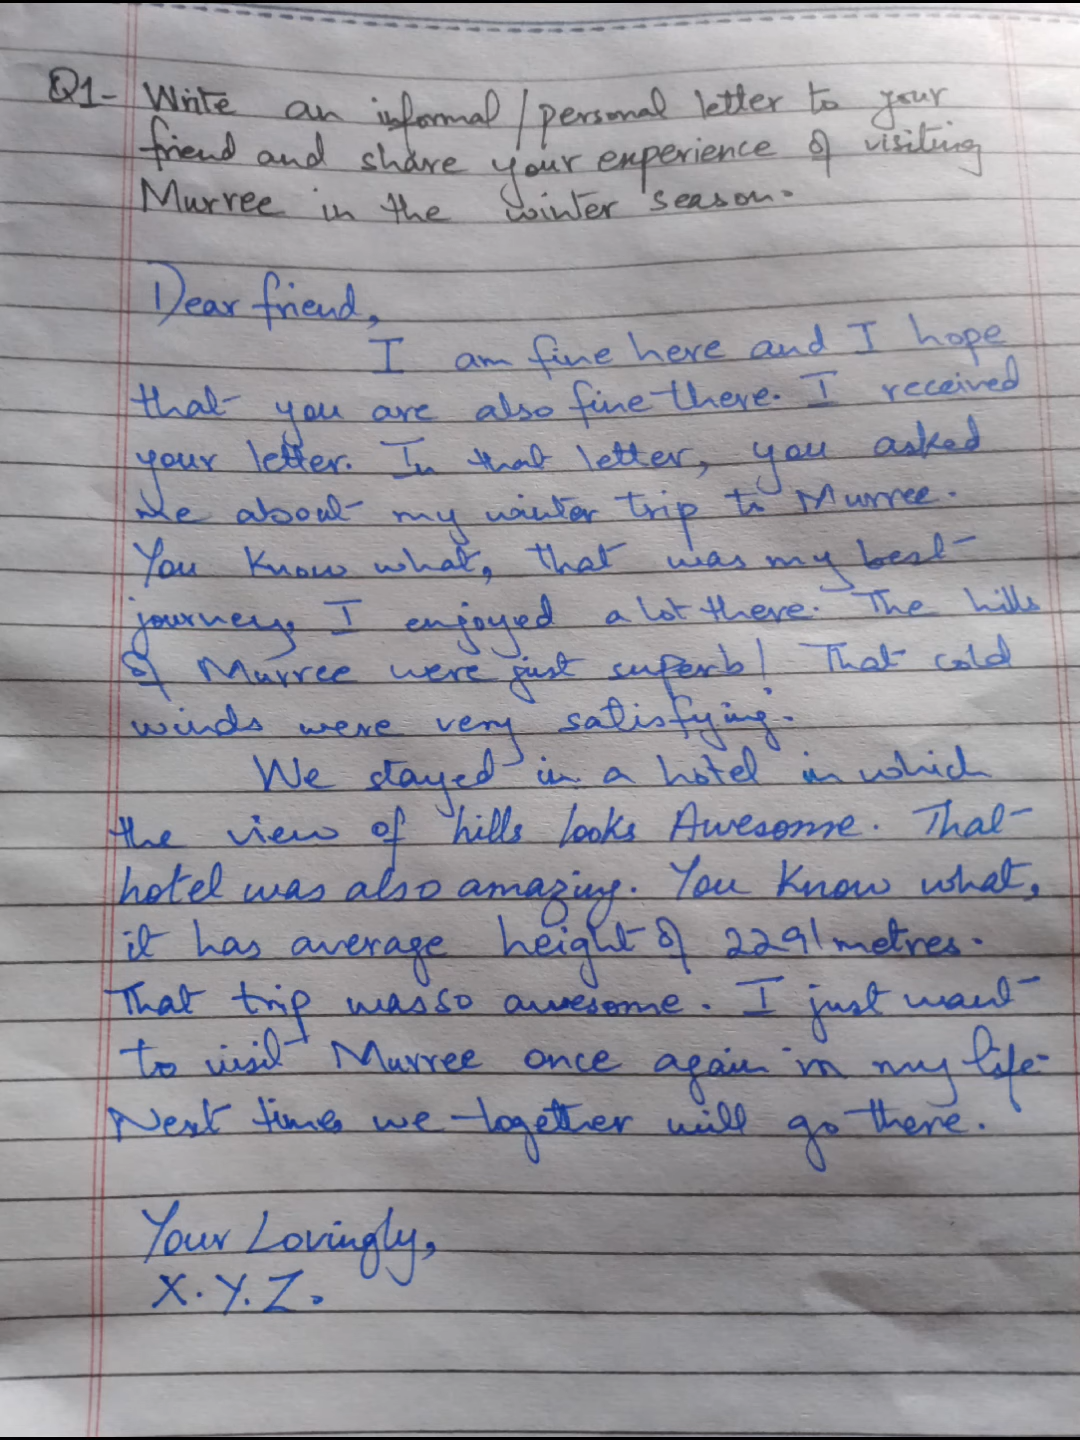 Q1- Write an informal/personal letter to your
friend and share your experience of visiting
Murree in the winter season.
Dear friend,
I am fine here and I hope
that you are also fine there. I received
your letter. In that letter, you asked
me about my winter trip to Murree.
You know what, that was my best
journey, I enjoyed a lot there. The hills
of Murree were just superb! That cold
winds were very satisfying.
We stayed in a hotel in which
the view of hills looks Awesome. That
hotel was also amazing. You know what,
it has average height of 2291 metres.
That trip was so awesome. I just want
to visit Murree once again in my life.
Next times we together will go there.
Your Lovingly,
X.Y.Z.